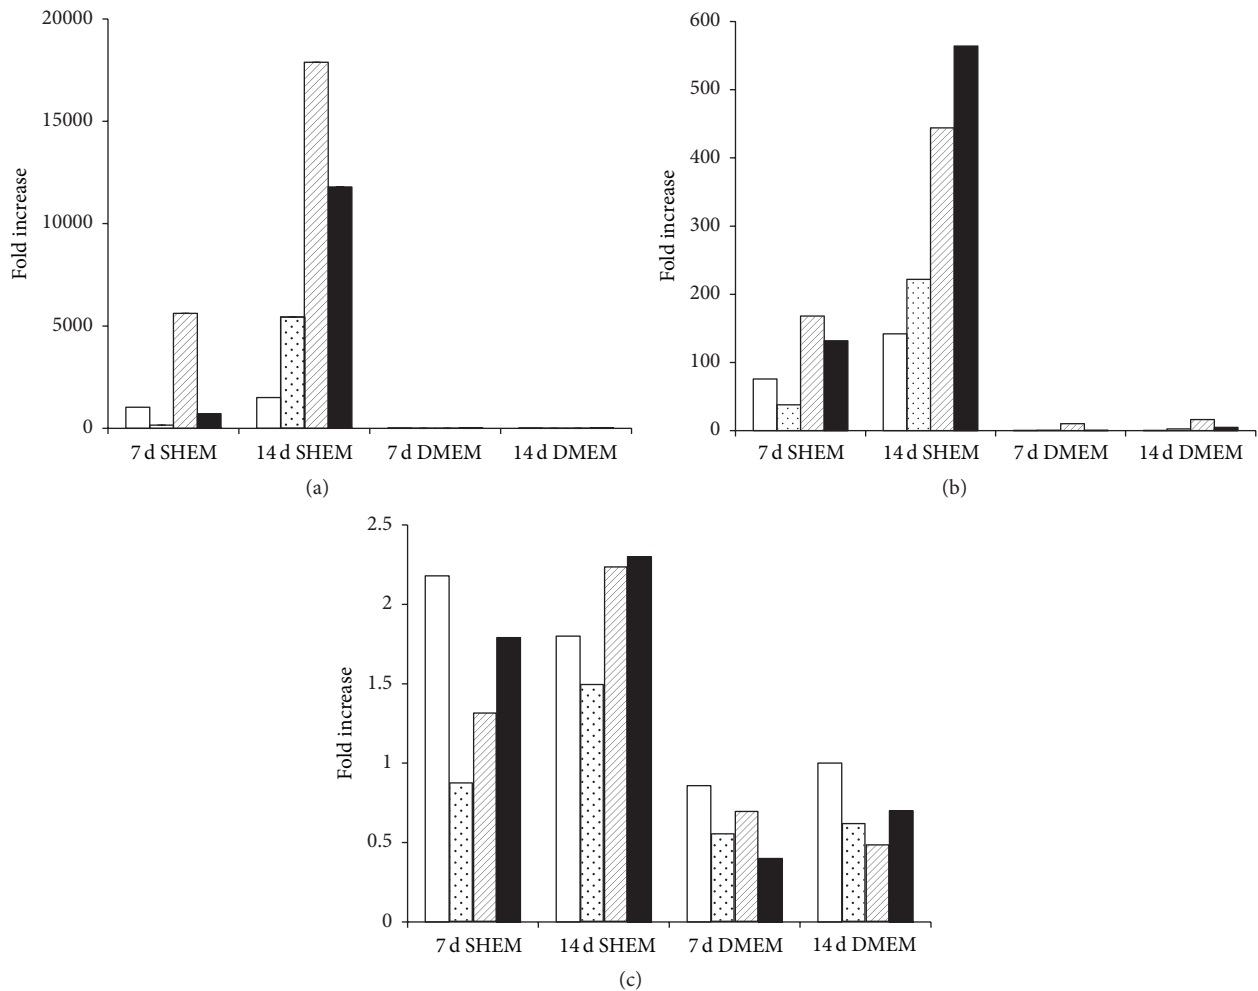 20000
15000
10000
5000
0
Fold increase
7 d SHEM 14 d SHEM 7 d DMEM 14 d DMEM
(a)
600
500
400
300
200
100
0
Fold increase
7 d SHEM 14 d SHEM 7 d DMEM 14 d DMEM
(b)
2.5
2
1.5
1
0.5
0
Fold increase
7 d SHEM 14 d SHEM 7 d DMEM 14 d DMEM
(c)